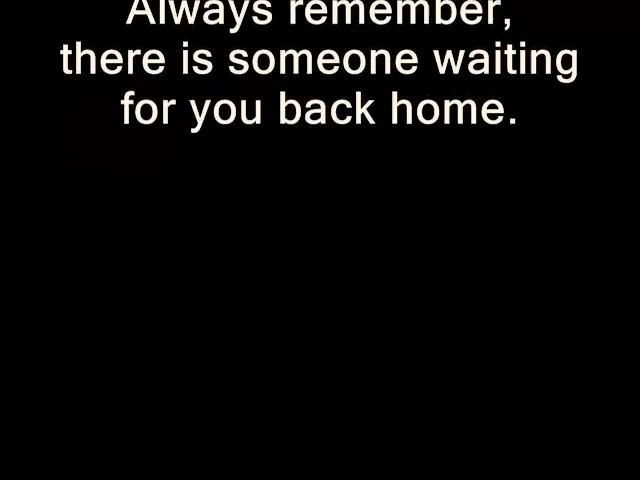 Always remember,
there is someone waiting
for you back home.